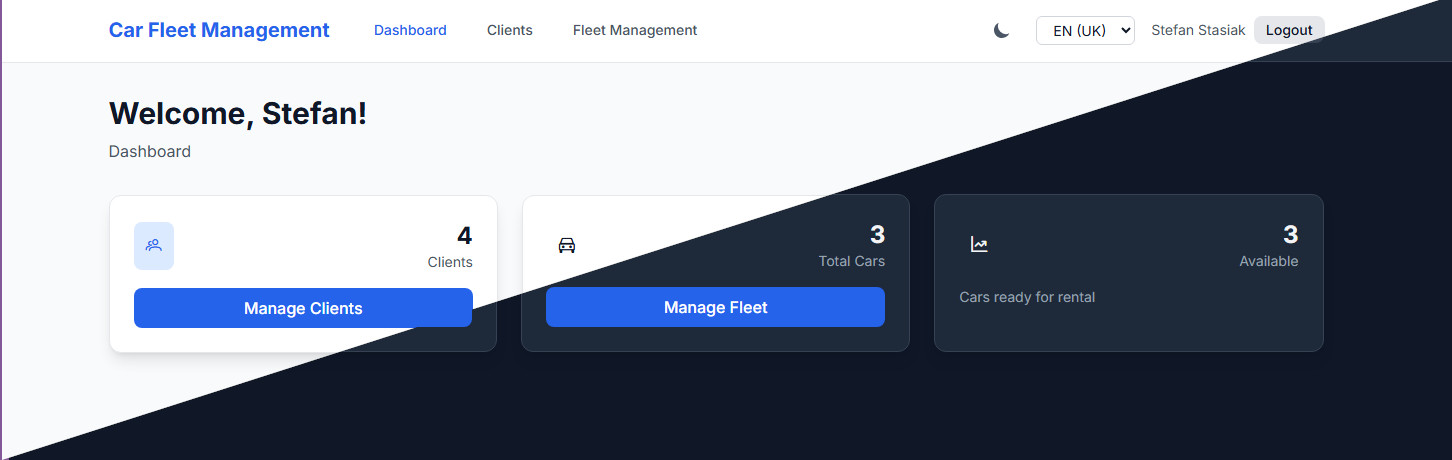 Car Fleet Management Dashboard Clients Fleet Management EN (UK) Stefan Stasiak Logout
Welcome, Stefan!
Dashboard
4
Clients
Manage Clients
3
Total Cars
Manage Fleet
3
Available
Cars ready for rental